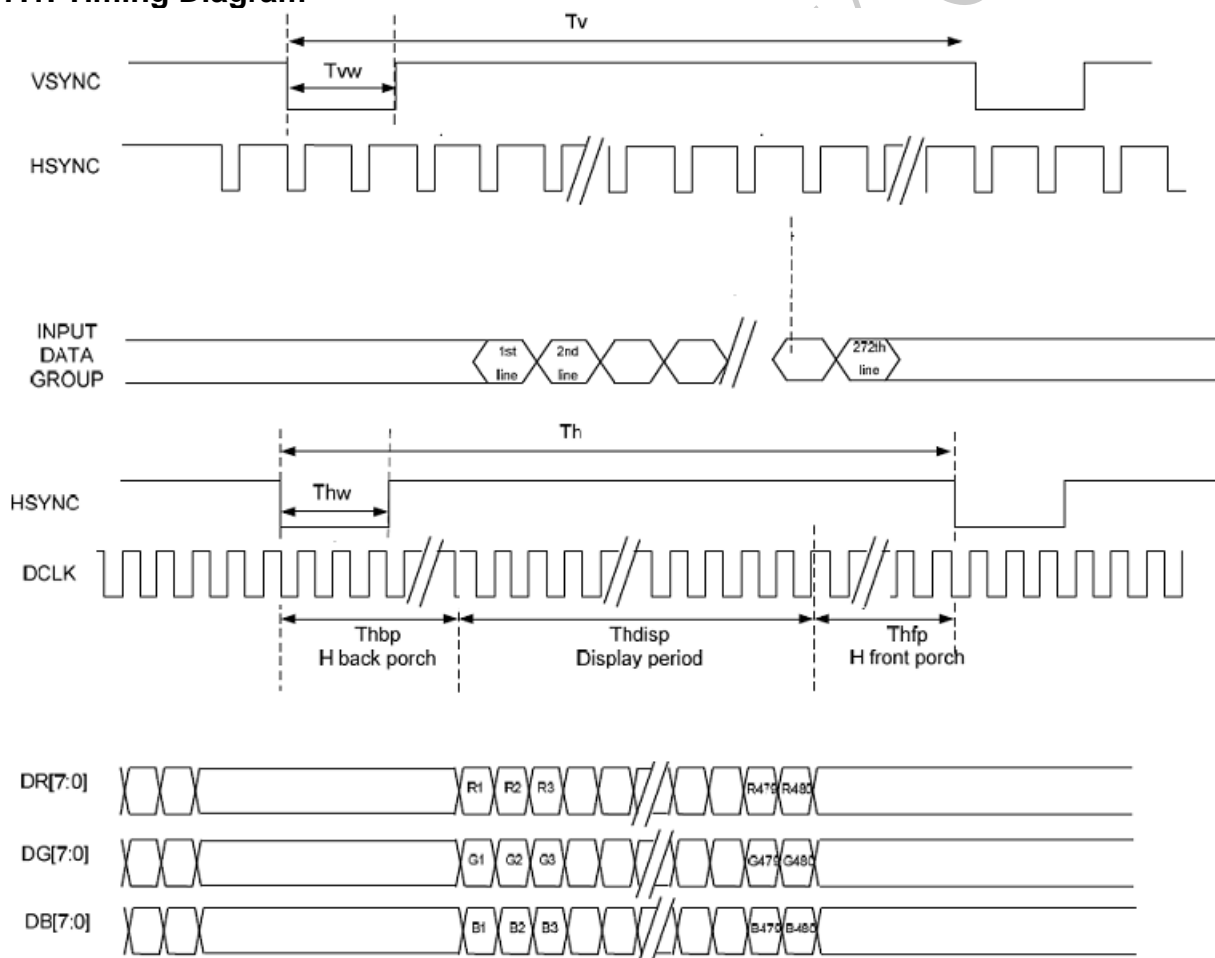 Timing Diagram
Tv
Tvw
VSYNC
HSYNC
INPUT
DATA
GROUP
1st
line
2nd
line
272th
line
Th
Thw
HSYNC
DCLK
Thbp
H back porch
Thdisp
Display period
Thfp
H front porch
DR[7:0]
R1 R2 R3 R479 R480
DG[7:0]
G1 G2 G3 G479 G480
DB[7:0]
B1 B2 B3 B479 B480